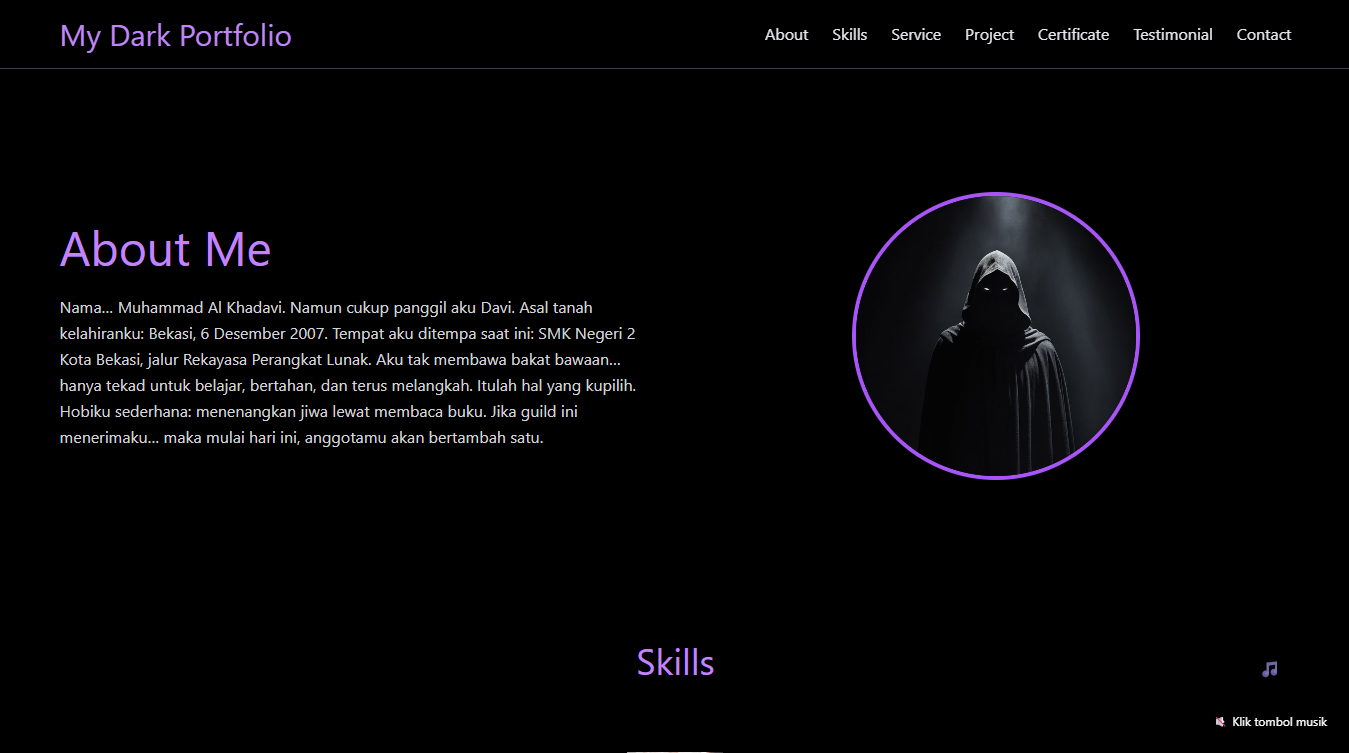 My Dark Portfolio
About Skills Service Project Certificate Testimonial Contact
About Me
Nama... Muhammad Al Khadavi. Namun cukup panggil aku Davi. Asal tanah
kelahiranku: Bekasi, 6 Desember 2007. Tempat aku ditempa saat ini: SMK Negeri 2
Kota Bekasi, jalur Rekayasa Perangkat Lunak. Aku tak membawa bakat bawaan...
hanya tekad untuk belajar, bertahan, dan terus melangkah. Itulah hal yang kupilih.
Hobiku sederhana: menenangkan jiwa lewat membaca buku. Jika guild ini
menerimaku... maka mulai hari ini, anggotamu akan bertambah satu.
Skills
Klik tombol musik